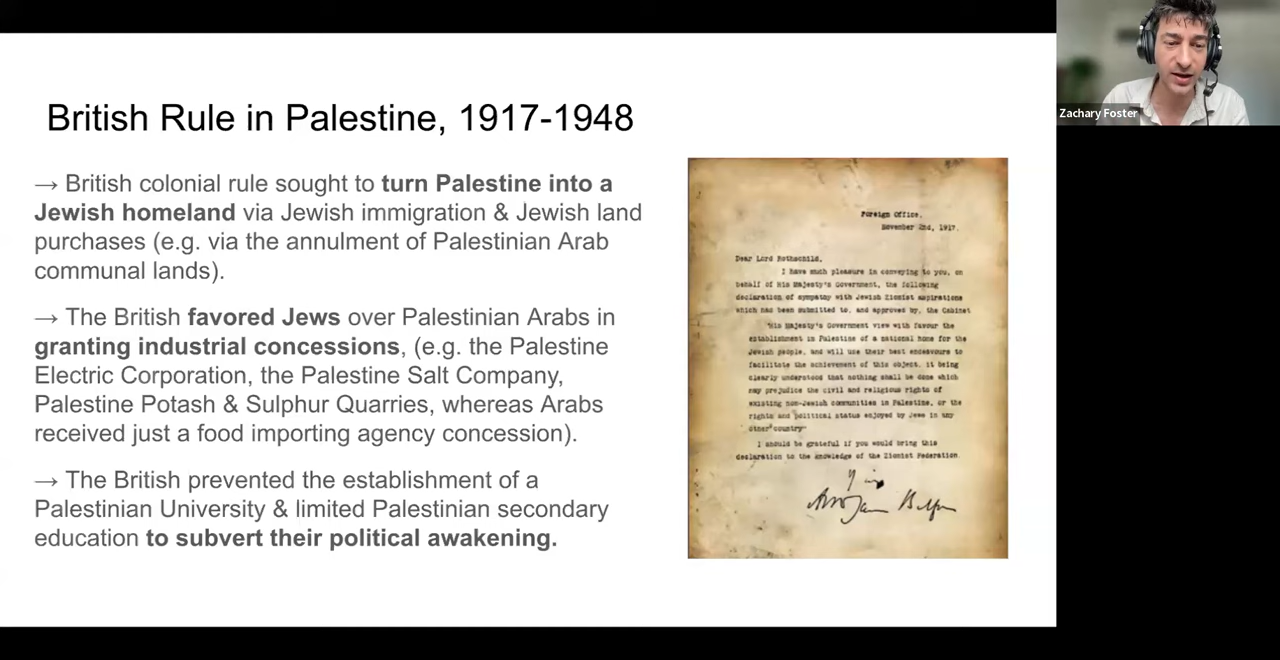 British Rule in Palestine, 1917-1948
→ British colonial rule sought to turn Palestine into a
Jewish homeland via Jewish immigration & Jewish land
purchases (e.g. via the annulment of Palestinian Arab
communal lands).
→ The British favored Jews over Palestinian Arabs in
granting industrial concessions, (e.g. the Palestine
Electric Corporation, the Palestine Salt Company,
Palestine Potash & Sulphur Quarries, whereas Arabs
received just a food importing agency concession).
→ The British prevented the establishment of a
Palestinian University & limited Palestinian secondary
education to subvert their political awakening.
Foreign Office,
November 2nd, 1917.
Dear Lord Rothschild,
I have much pleasure in conveying to you, on
behalf of His Majesty's Government, the following
declaration of sympathy with Jewish Zionist aspirations
which has been submitted to, and approved by, the Cabinet
"His Majesty's Government view with favour the
establishment in Palestine of a national home for the
Jewish people, and will use their best endeavours to
facilitate the achievement of this object, it being
clearly understood that nothing shall be done which
may prejudice the civil and religious rights of
existing non-Jewish communities in Palestine, or the
rights and political status enjoyed by Jews in any
other country"
I should be grateful if you would bring this
declaration to the knowledge of the Zionist Federation.
Zachary Foster